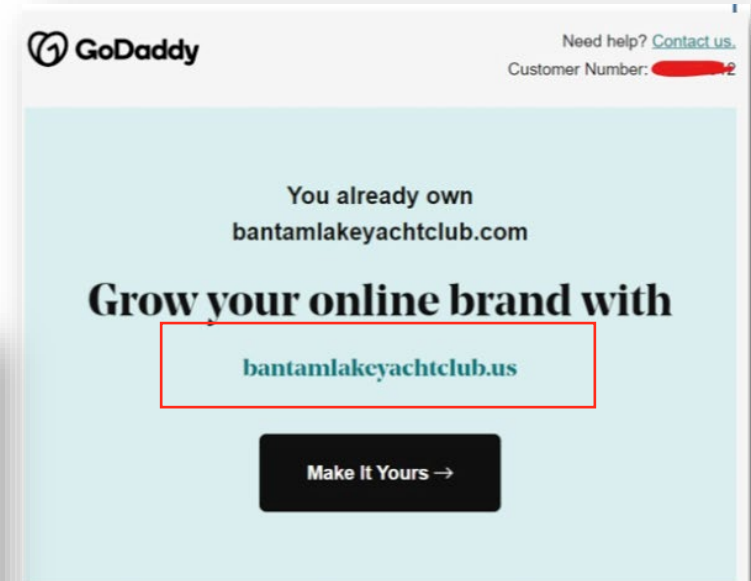 GoDaddy
Need help? Contact us.
Customer Number: 2
You already own
bantamlakeyachtclub.com
Grow your online brand with
bantamlakeyachtclub.us
Make It Yours →